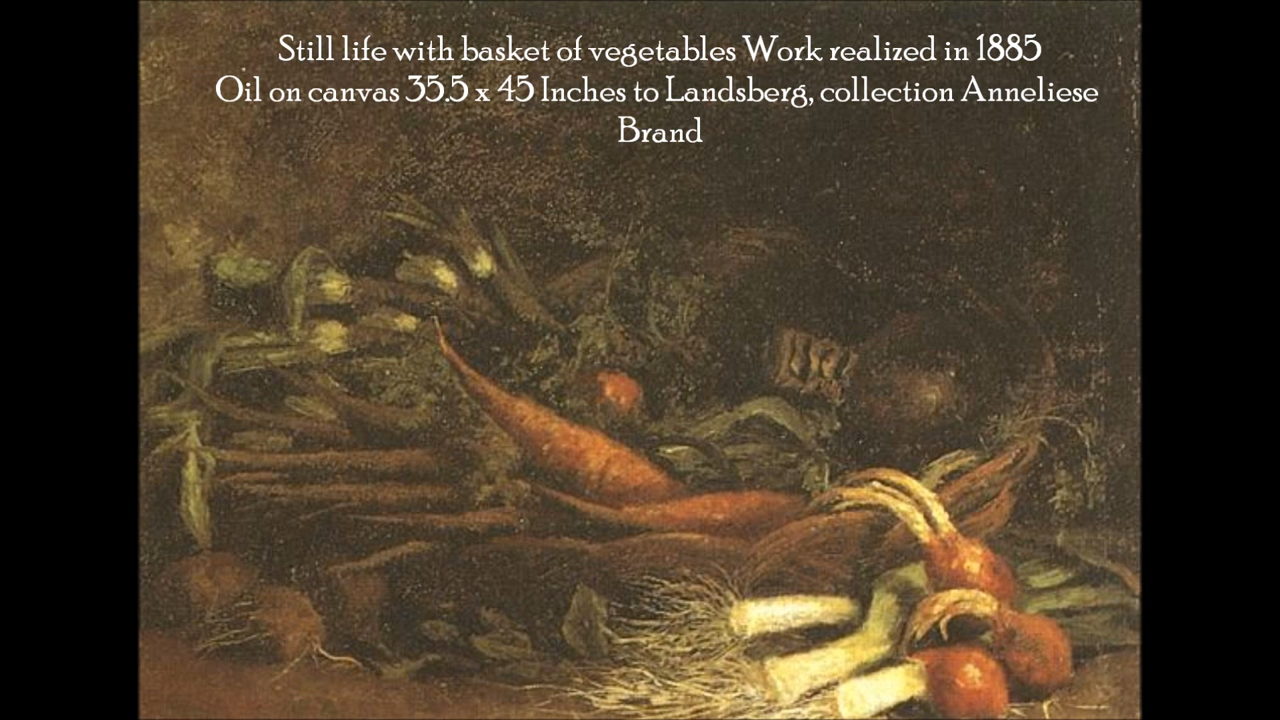 Still life with basket of vegetables Work realized in 1885
Oil on canvas 35.5 x 45 Inches to Landsberg, collection Anneliese
Brand